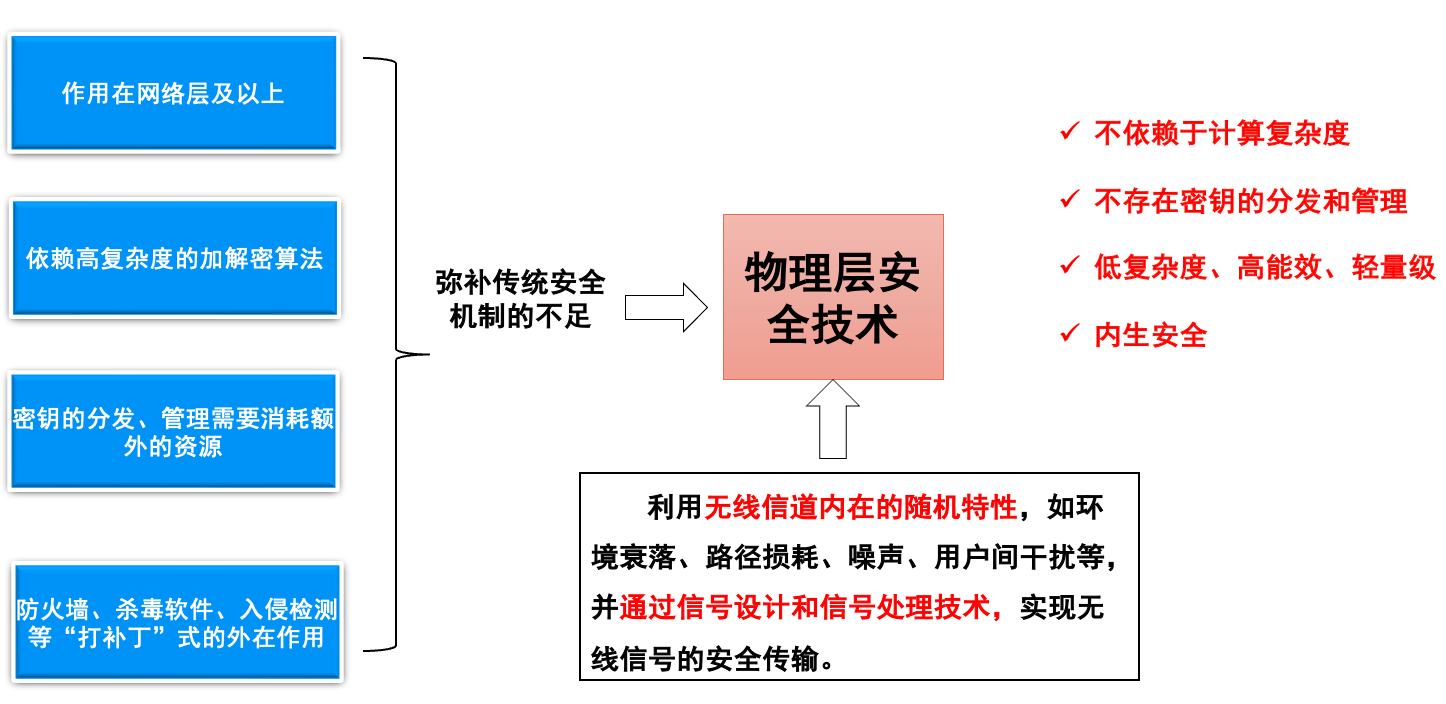 作用在网络层及以上
依赖高复杂度的加解密算法
密钥的分发、管理需要消耗额
外的资源
防火墙、杀毒软件、入侵检测
等“打补丁”式的外在作用
弥补传统安全
机制的不足
物理层安
全技术
利用无线信道内在的随机特性，如环
境衰落、路径损耗、噪声、用户间干扰等，
并通过信号设计和信号处理技术，实现无
线信号的安全传输。
✓ 不依赖于计算复杂度
✓ 不存在密钥的分发和管理
✓ 低复杂度、高能效、轻量级
✓ 内生安全